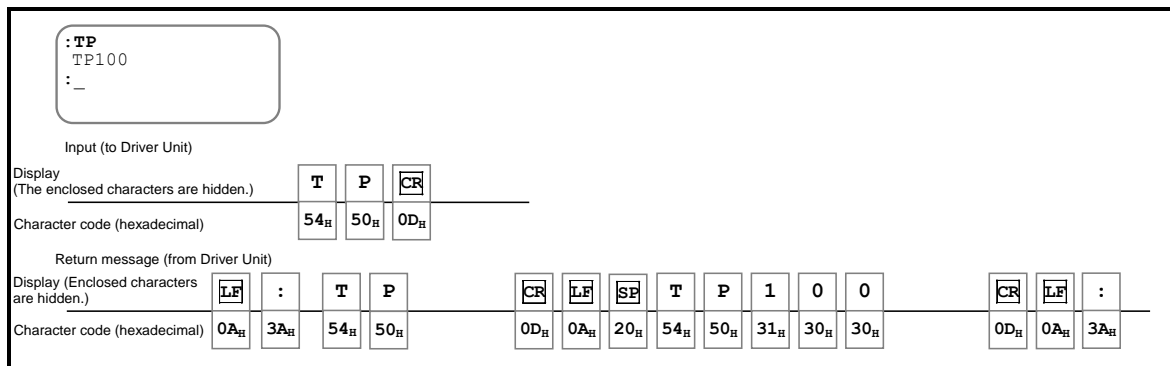 :TP
TP100
:_
Input (to Driver Unit)
Display
(The enclosed characters are hidden.)
T P CR
Character code (hexadecimal) 54H 50H 0DH
Return message (from Driver Unit)
Display (Enclosed characters
are hidden.)
LF : T P CR LF SP T P 1 0 0 CR LF :
Character code (hexadecimal) 0AH 3AH 54H 50H 0DH 0AH 20H 54H 50H 31H 30H 30H 0DH 0AH 3AH